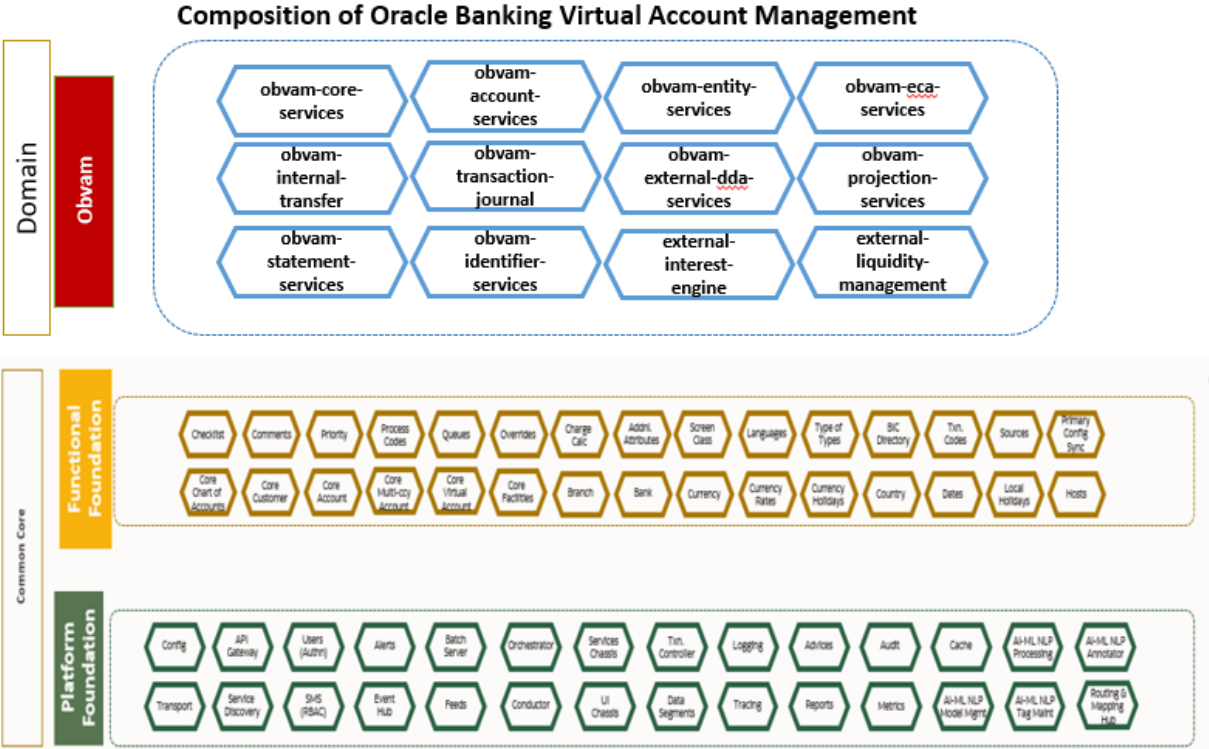 Composition of Oracle Banking Virtual Account Management
Domain
Obvam
obvam-core-
services
obvam-
account-
services
obvam-entity-
services
obvam-eca-
services
obvam-
internal-
transfer
obvam-
transaction-
journal
obvam-
external-dda-
services
obvam-
projection-
services
obvam-
statement-
services
obvam-
identifier-
services
external-
interest-
engine
external-
liquidity-
management
Common Core
Functional
Foundation
Checklist
Comments
Priority
Process
Codes
Queues
Overrides
Charge
Calc
Addnl.
Attributes
Screen
Class
Languages
Type of
Types
BIC
Directory
Txn.
Codes
Sources
Primary
Config
Sync
Core
Chart of
Accounts
Core
Customer
Core
Account
Core
Multi-ccy
Account
Core
Virtual
Account
Core
Facilities
Branch
Bank
Currency
Currency
Rates
Currency
Holidays
Country
Dates
Local
Holidays
Hosts
Platform
Foundation
Config
API
Gateway
Users
(Authn)
Alerts
Batch
Server
Orchestrator
Services
Chassis
Txn.
Controller
Logging
Advices
Audit
Cache
AI-ML NLP
Processing
AI-ML NLP
Annotator
Transport
Service
Discovery
SMS
(RBAC)
Event
Hub
Feeds
Conductor
UI
Chassis
Data
Segments
Tracing
Reports
Metrics
AI-ML NLP
Model Mgmt
AI-ML NLP
Tag Maint
Routing &
Mapping
Hub